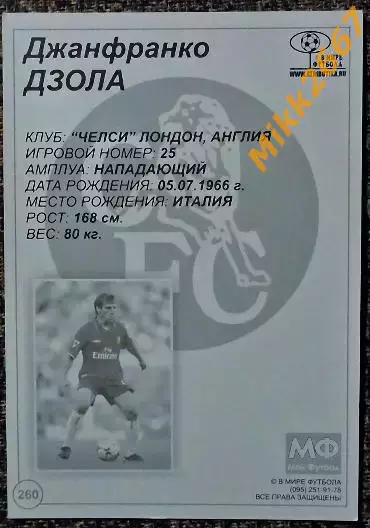 Джанфранко
ДЗОЛА
В МИРЕ
ФУТБОЛА
КЛУБ: "ЧЕЛСИ" ЛОНДОН, АНГЛИЯ
ИГРОВОЙ НОМЕР: 25
АМПЛУА: НАПАДАЮЩИЙ
ДАТА РОЖДЕНИЯ: 05.07.1966 г.
МЕСТО РОЖДЕНИЯ: ИТАЛИЯ
РОСТ: 168 см.
ВЕС: 80 кг.
FC
Emirates
260
МФ
Мой Футбол
© В МИРЕ ФУТБОЛА
(095) 251-91-78
ВСЕ ПРАВА ЗАЩИЩЕНЫ